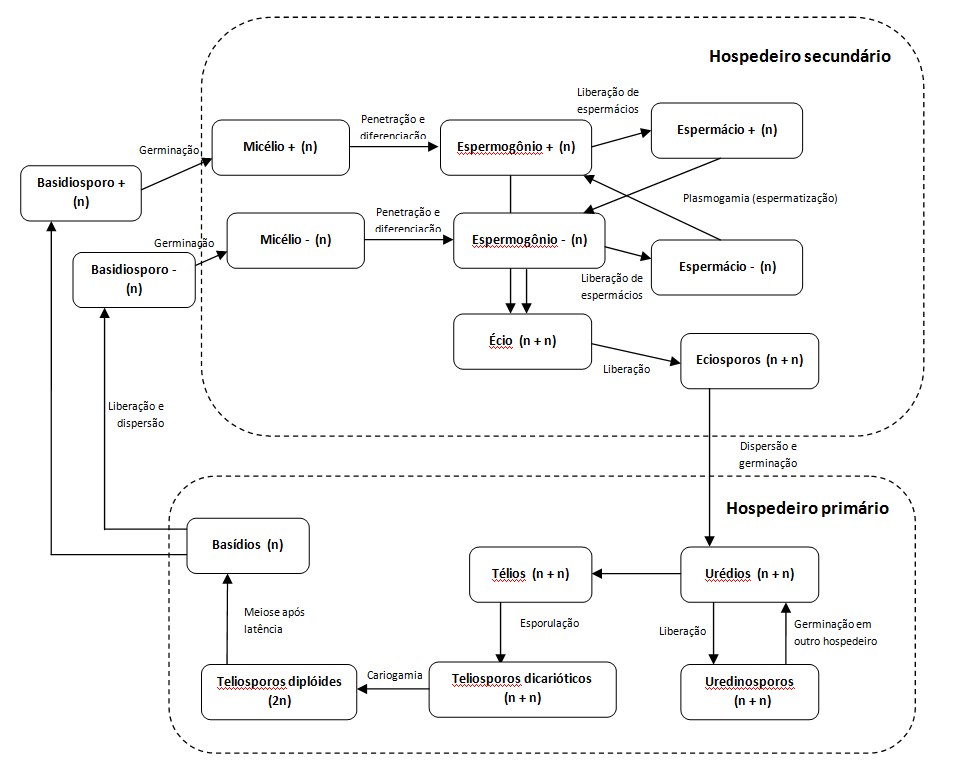 Hospedeiro secundário
Liberação de
espermácios
Espermácio + (n)
Penetração e
diferenciação
Micélio + (n)
Espermogônio + (n)
Germinação
Basidiosporo +
(n)
Plasmogamia (espermatização)
Penetração e
diferenciação
Micélio - (n)
Espermogônio - (n)
Germinação
Basidiosporo -
(n)
Espermácio - (n)
Liberação de
espermácios
Écio (n + n)
Eciosporos (n + n)
Liberação
Liberação e
dispersão
Dispersão e
germinação
Hospedeiro primário
Basídios (n)
Télios (n + n)
Urédios (n + n)
Meiose após
latência
Esporulação
Liberação
Germinação em
outro hospedeiro
Teliosporos diplóides
(2n)
Cariogamia
Teliosporos dicarióticos
(n + n)
Uredinosporos
(n + n)